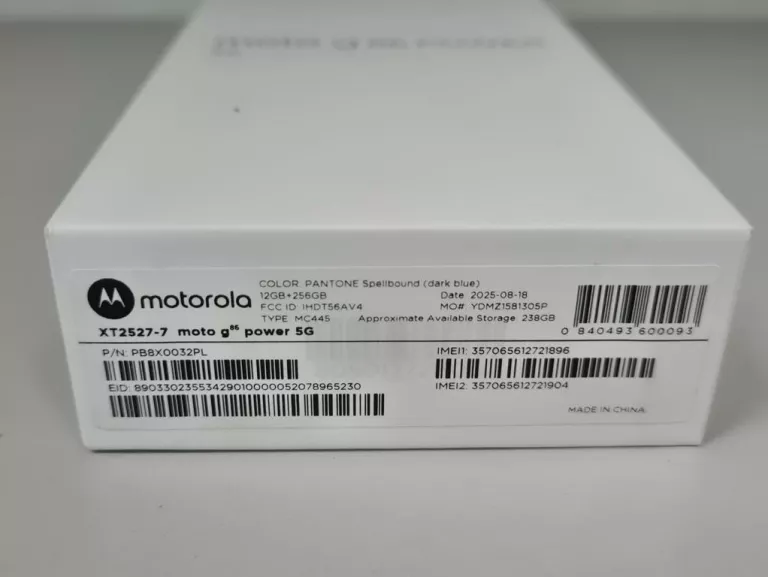 motorola
COLOR: PANTONE Spellbound (dark blue)
12GB+256GB Date: 2025-08-18
FCC ID: IHDT56AV4 MO#: YDMZ1581305P
TYPE: MC445 Approximate Available Storage: 238GB
XT2527-7 moto g86 power 5G
0 840493 600093
P/N: PB8X0032PL
IMEI1: 357065612721896
EID: 89033023553429010000052078965230
IMEI2: 357065612721904
MADE IN CHINA